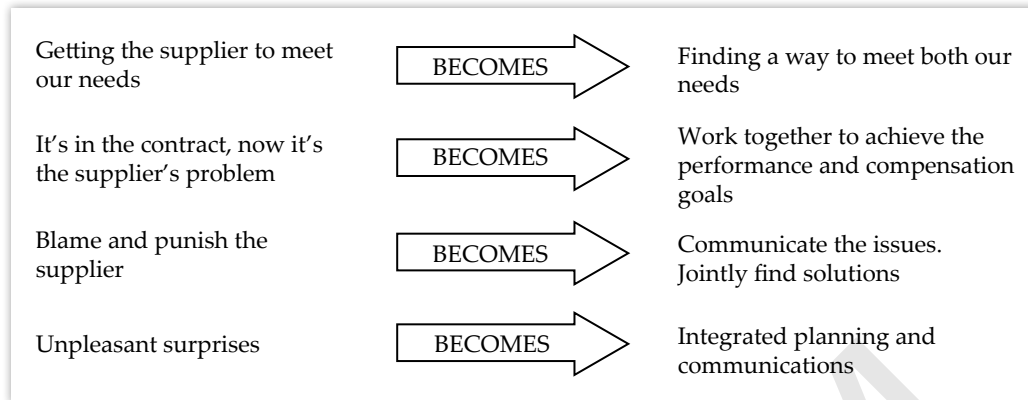 Getting the supplier to meet
our needs
BECOMES
Finding a way to meet both our
needs
It’s in the contract, now it’s
the supplier’s problem
BECOMES
Work together to achieve the
performance and compensation
goals
Blame and punish the
supplier
BECOMES
Communicate the issues.
Jointly find solutions
Unpleasant surprises
BECOMES
Integrated planning and
communications